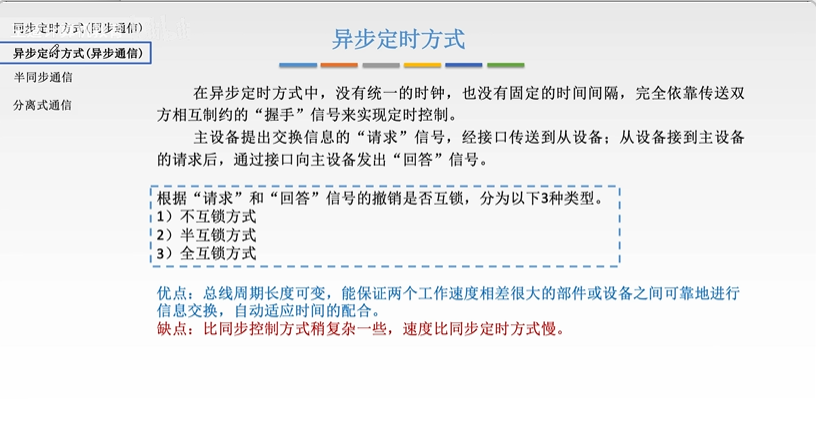 同步定时方式(同步通信)
异步定时方式(异步通信)
半同步通信
分离式通信
异步定时方式
在异步定时方式中，没有统一的时钟，也没有固定的时间间隔，完全依靠传送双
方相互制约的“握手”信号来实现定时控制。
主设备提出交换信息的“请求”信号，经接口传送到从设备；从设备接到主设备
的请求后，通过接口向主设备发出“回答”信号。
根据“请求”和“回答”信号的撤销是否互锁，分为以下3种类型。
1）不互锁方式
2）半互锁方式
3）全互锁方式
优点：总线周期长度可变，能保证两个工作速度相差很大的部件或设备之间可靠地进行
信息交换，自动适应时间的配合。
缺点：比同步控制方式稍复杂一些，速度比同步定时方式慢。